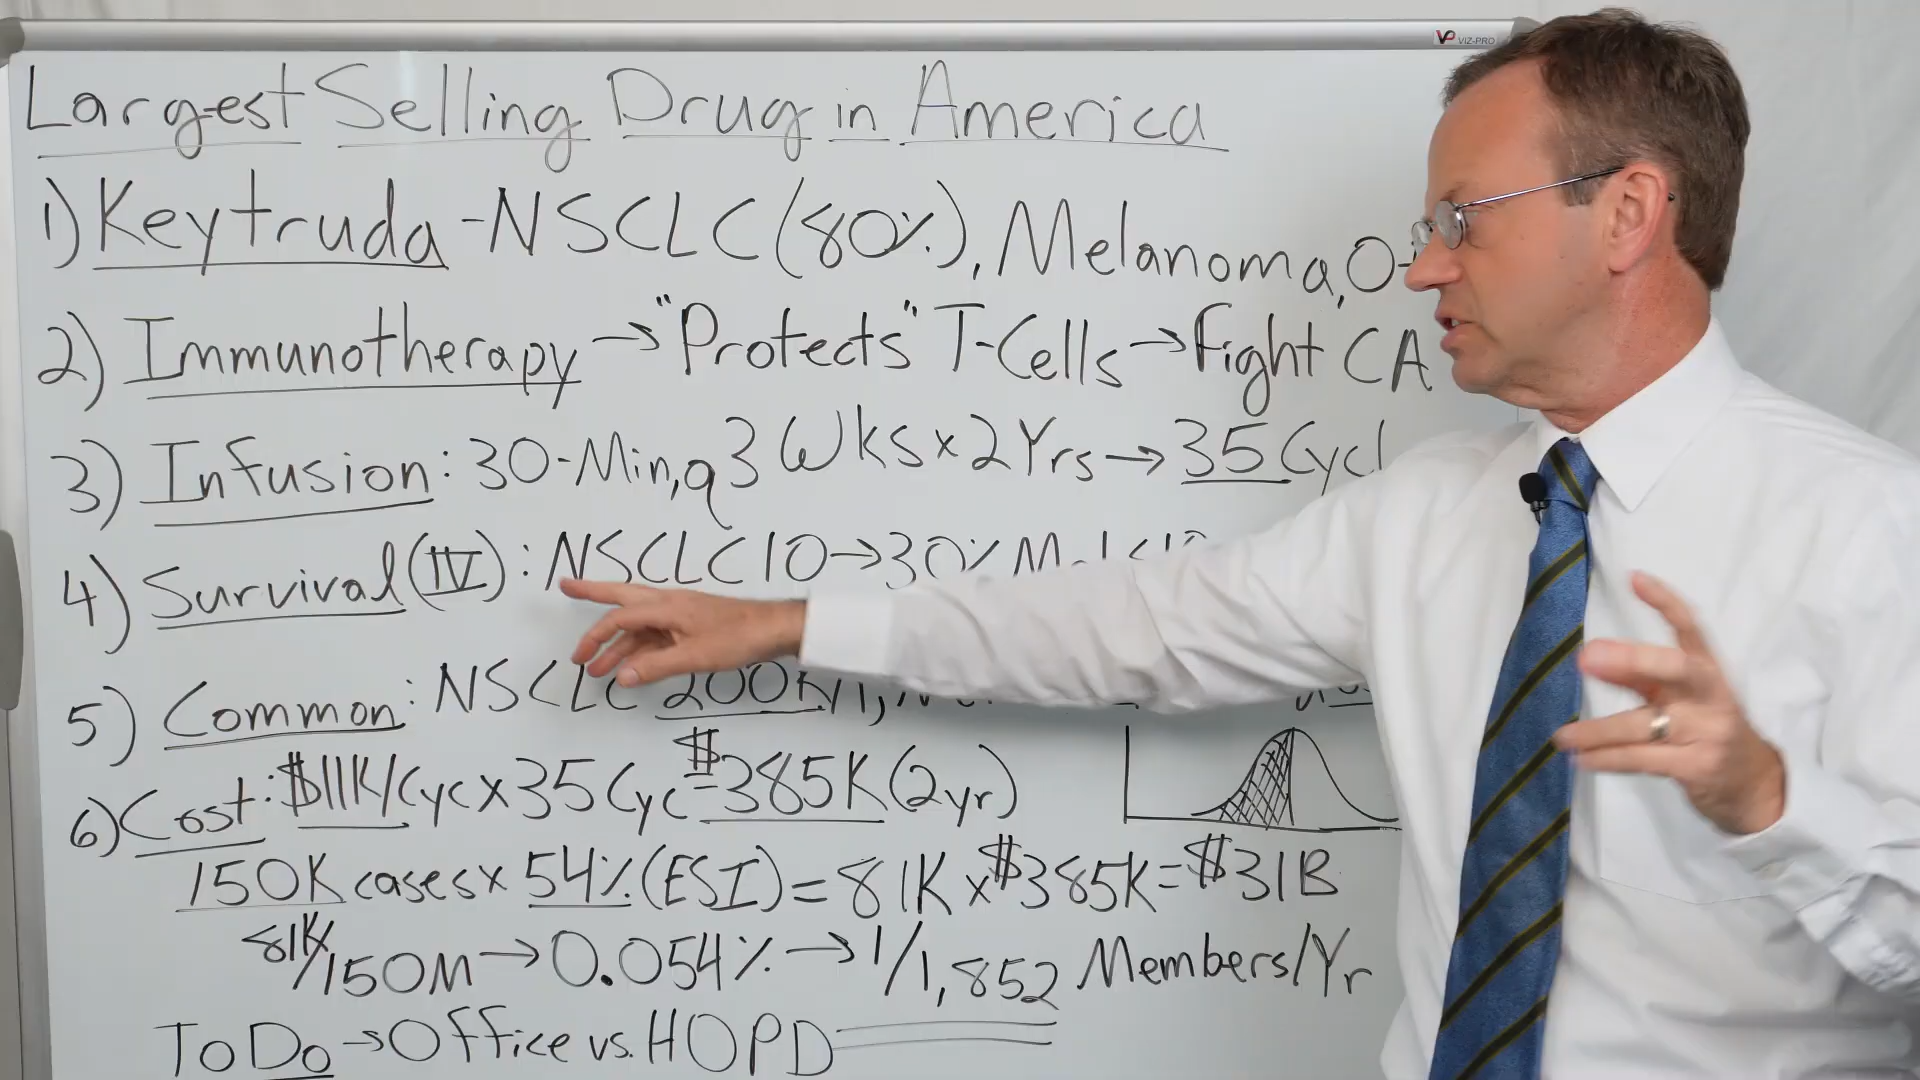 VIZ-PRO
Largest Selling Drug in America
1) Keytruda - NSCLC (80%), Melanoma,
2) Immunotherapy → "Protects" T-Cells → Fight CA
3) Infusion: 30-Min, q3 Wks x 2 Yrs → 35
4) Survival (IV): NSCLC 10 → 30%
5) Common: NSCLC 200K/
6) Cost: $11K/Cyc x 35 Cyc = $385K (2yr)
150K cases x 54% (ESI) = 81K x $385K = $31B
81K/150M → 0.054% → 1/1,852 Members/Yr
To Do → Office vs. HOPD